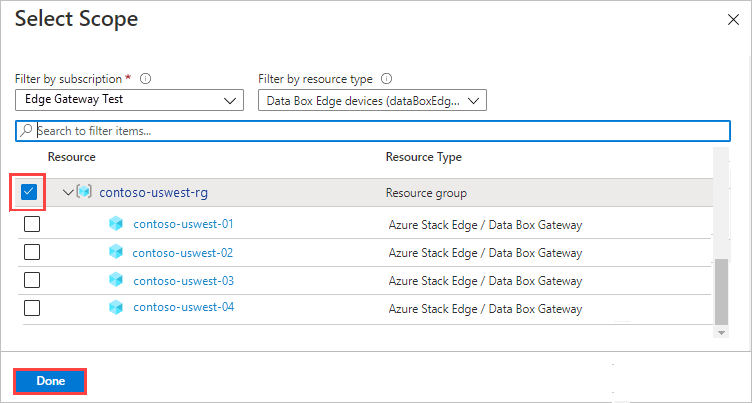 Select Scope
Filter by subscription *
Filter by resource type
Edge Gateway Test
Data Box Edge devices (dataBoxEdg...
Search to filter items...
Resource Resource Type
contoso-uswest-rg Resource group
contoso-uswest-01 Azure Stack Edge / Data Box Gateway
contoso-uswest-02 Azure Stack Edge / Data Box Gateway
contoso-uswest-03 Azure Stack Edge / Data Box Gateway
contoso-uswest-04 Azure Stack Edge / Data Box Gateway
Done